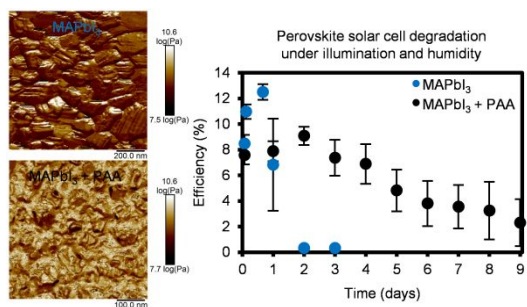 MAPbI₃
10.6
log(Pa)
7.5 log(Pa)
200.0 nm
MAPbI₃ + PAA
10.6
log(Pa)
7.7 log(Pa)
100.0 nm
Perovskite solar cell degradation
under illumination and humidity
MAPbI₃
MAPbI₃ + PAA
Efficiency (%)
14
12
10
8
6
4
2
0
0 1 2 3 4 5 6 7 8 9
Time (days)